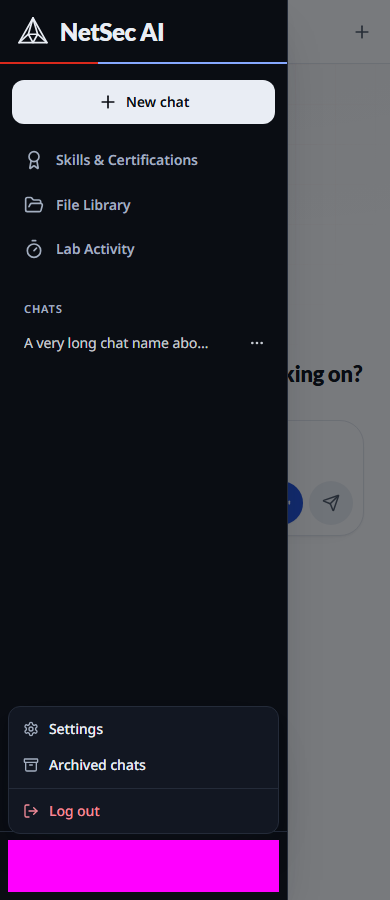 NetSec AI
New chat
Skills & Certifications
File Library
Lab Activity
CHATS
A very long chat name abo...
king on?
Settings
Archived chats
Log out